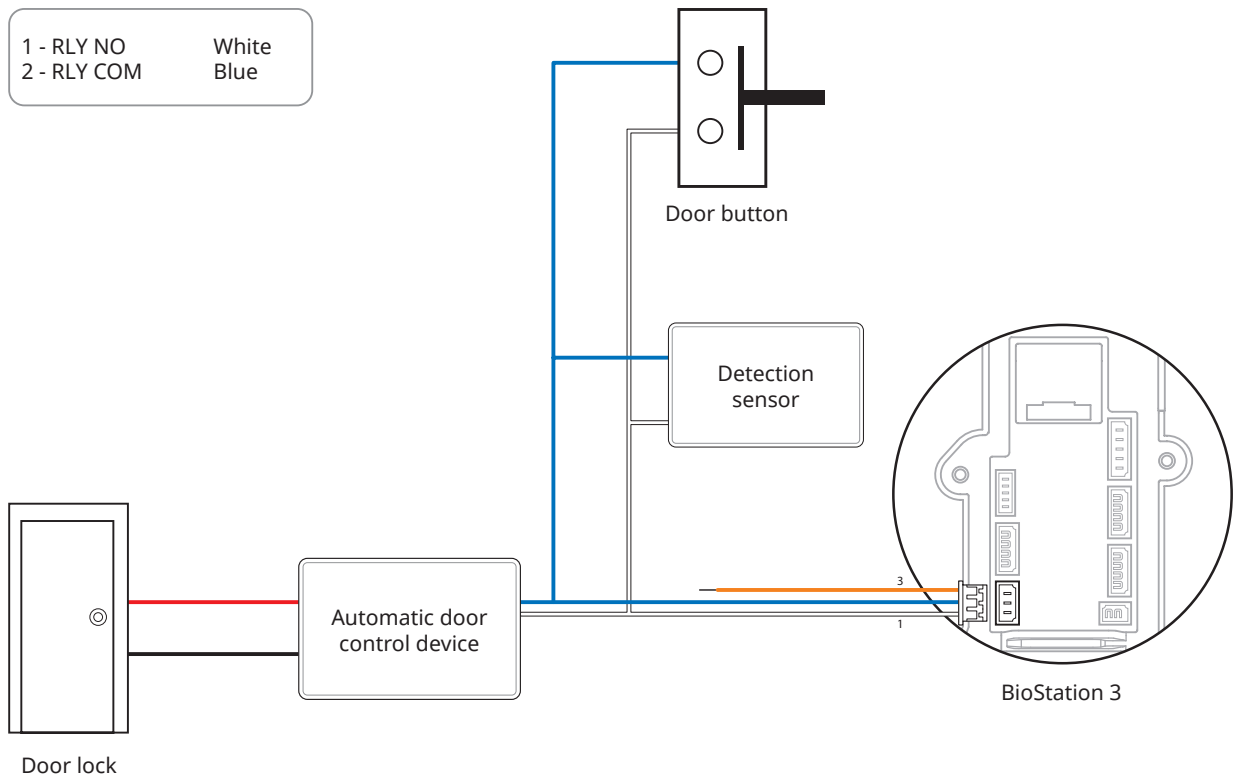 1 - RLY NO White
2 - RLY COM Blue
Door button
Detection
sensor
3
Automatic door
control device
1
BioStation 3
Door lock